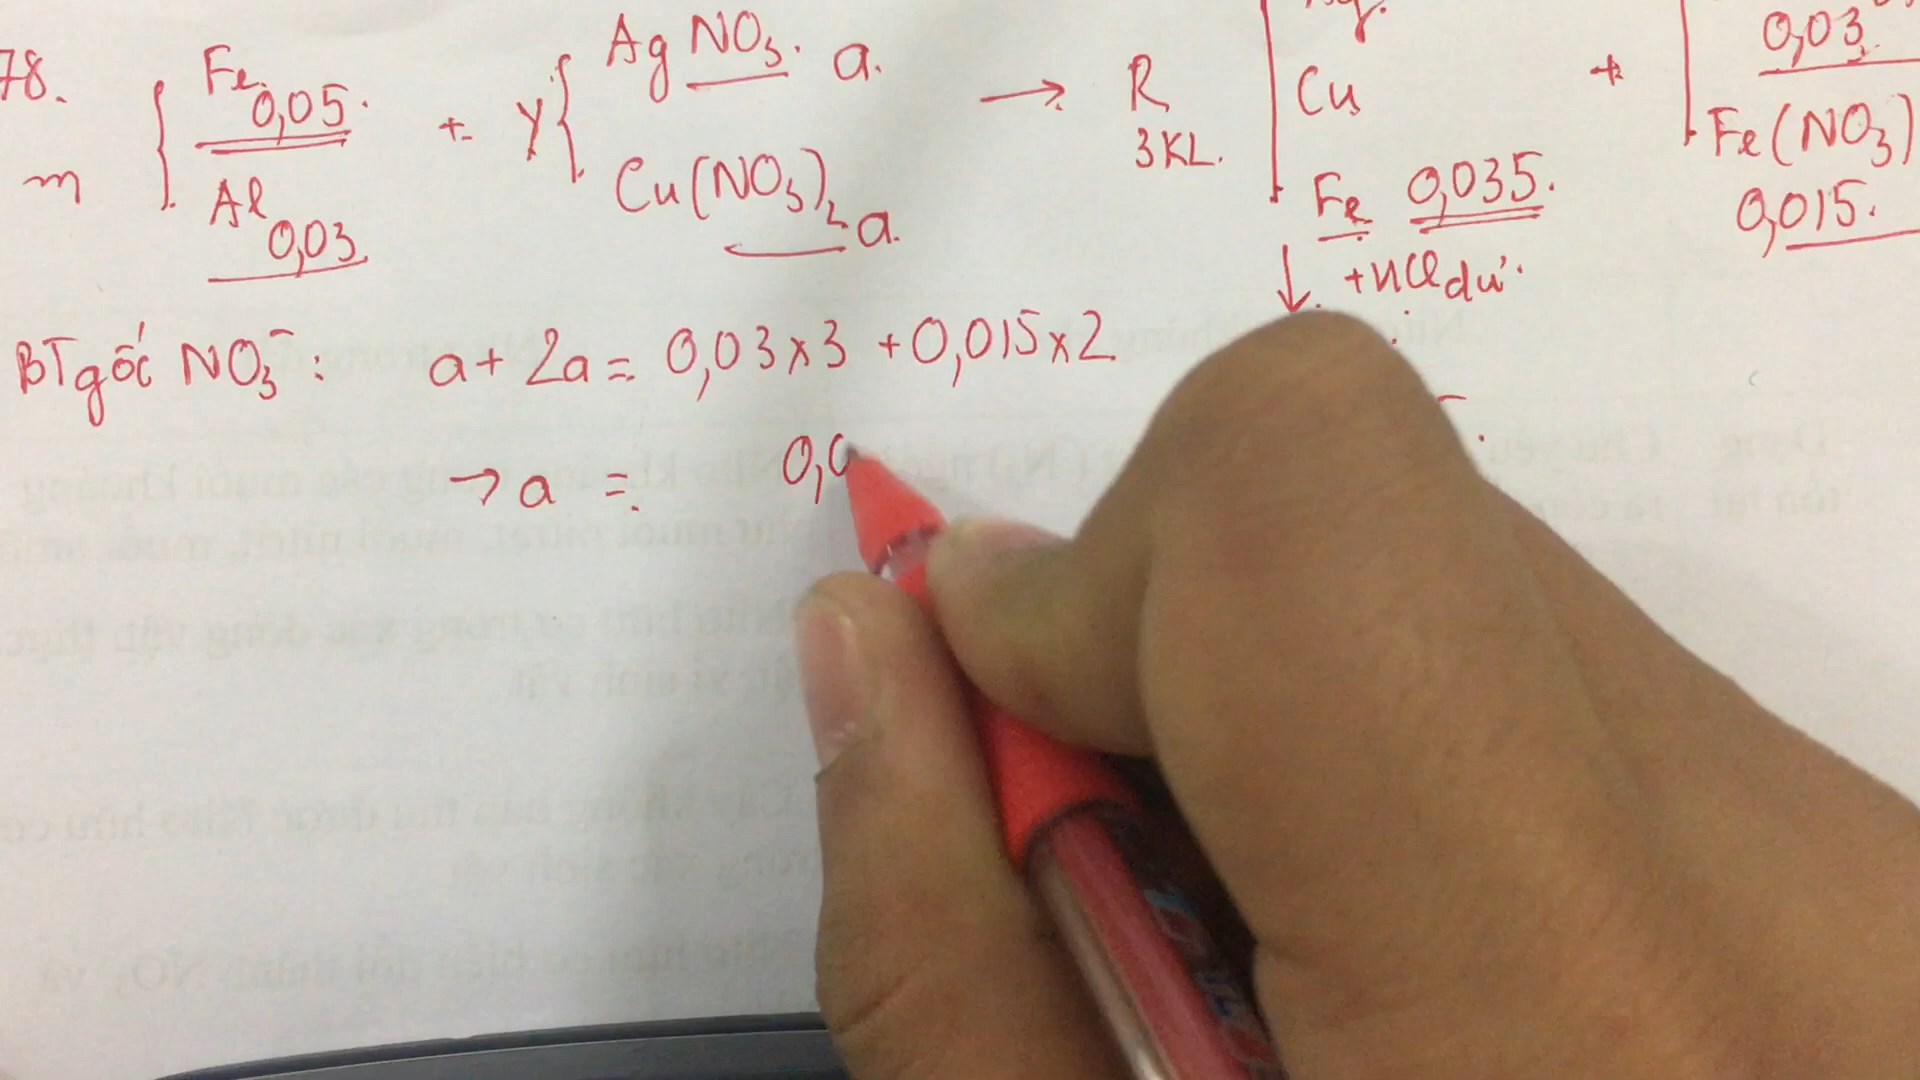 78.
m { Fe 0,05. Al 0,03 + Y { AgNO3. a. Cu(NO3)2 a. → R 3KL. Cu Fe 0,035. + 0,03 Fe(NO3) 0,015.
↓ +HCl dư.
BT gốc NO3-: a + 2a = 0,03x3 + 0,015x2
→ a = 0,0